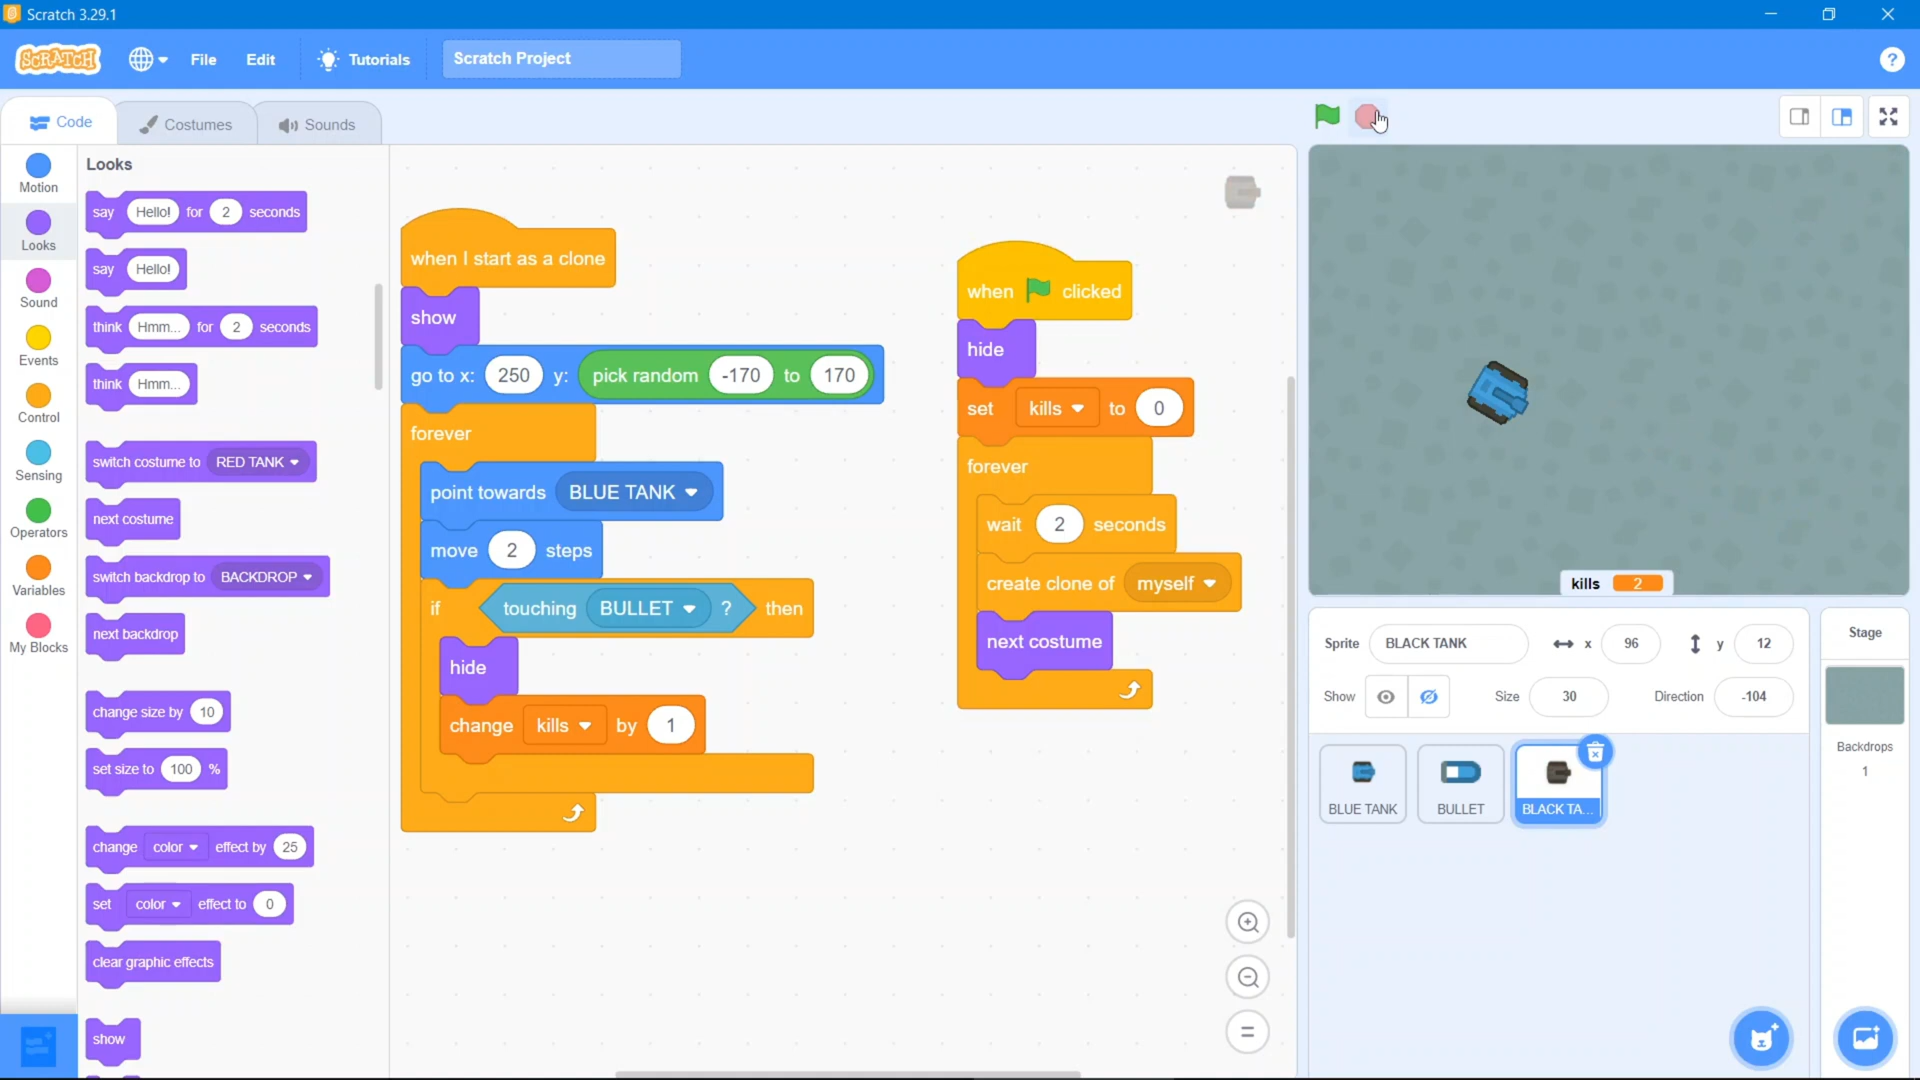 Scratch 3.29.1
SCRATCH File Edit Tutorials Scratch Project ?
Code Costumes Sounds
Motion
Looks
Sound
Events
Control
Sensing
Operators
Variables
My Blocks
Looks
say Hello! for 2 seconds
say Hello!
think Hmm... for 2 seconds
think Hmm...
switch costume to RED TANK
next costume
switch backdrop to BACKDROP
next backdrop
change size by 10
set size to 100 %
change color effect by 25
set color effect to 0
clear graphic effects
show
when I start as a clone
show
go to x: 250 y: pick random -170 to 170
forever
point towards BLUE TANK
move 2 steps
if touching BULLET ? then
hide
change kills by 1
when clicked
hide
set kills to 0
forever
wait 2 seconds
create clone of myself
next costume
kills 2
Sprite BLACK TANK x 96 y 12
Show Size 30 Direction -104
BLUE TANK BULLET BLACK TA...
Stage
Backdrops
1